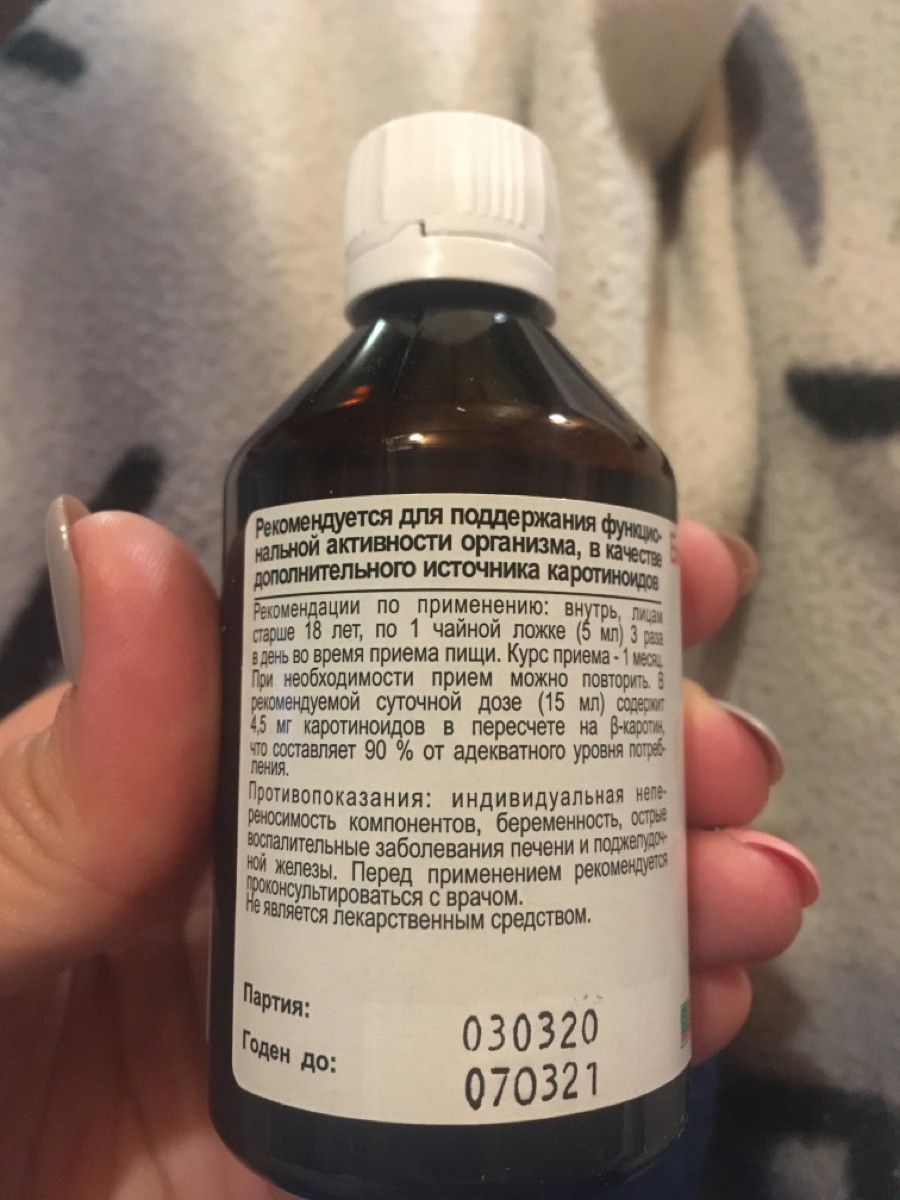 Рекомендуется для поддержания функцио-
нальной активности организма, в качестве
дополнительного источника каротиноидов
Рекомендации по применению: внутрь, лицам
старше 18 лет, по 1 чайной ложке (5 мл) 3 раза
в день во время приема пищи. Курс приема - 1 месяц.
При необходимости прием можно повторить. В
рекомендуемой суточной дозе (15 мл) содержит
4,5 мг каротиноидов в пересчете на β-каротин,
что составляет 90 % от адекватного уровня потреб-
ления.
Противопоказания: индивидуальная непе-
реносимость компонентов, беременность, острые
воспалительные заболевания печени и поджелудоч-
ной железы. Перед применением рекомендуется
проконсультироваться с врачом.
Не является лекарственным средством.
Партия: 030320
Годен до: 070321